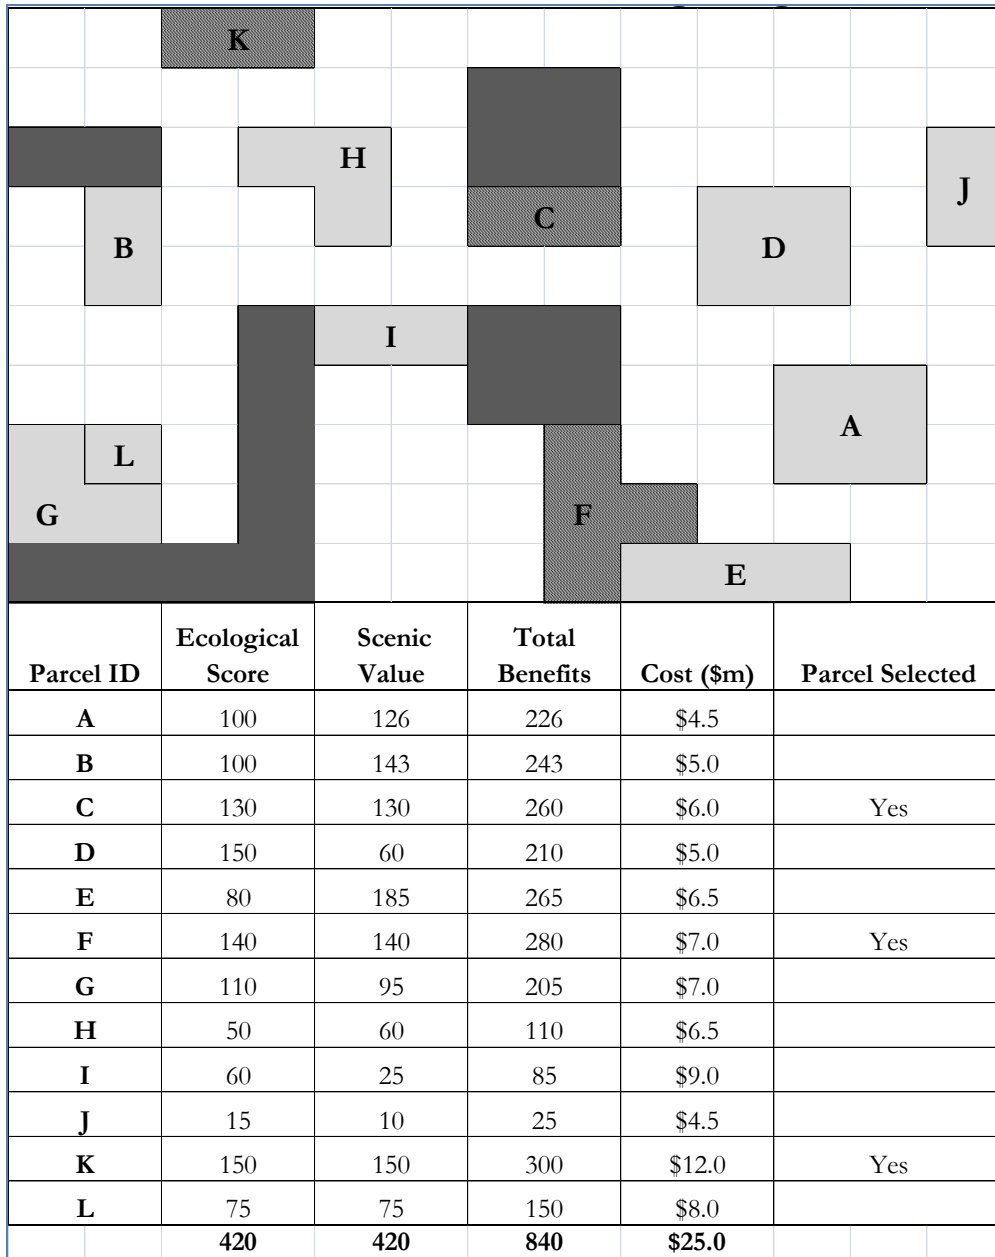 K
H
J
C
B
D
I
A
L
G
F
E
Parcel ID Ecological Score Scenic Value Total Benefits Cost ($m) Parcel Selected
A 100 126 226 $4.5
B 100 143 243 $5.0
C 130 130 260 $6.0 Yes
D 150 60 210 $5.0
E 80 185 265 $6.5
F 140 140 280 $7.0 Yes
G 110 95 205 $7.0
H 50 60 110 $6.5
I 60 25 85 $9.0
J 15 10 25 $4.5
K 150 150 300 $12.0 Yes
L 75 75 150 $8.0
420 420 840 $25.0